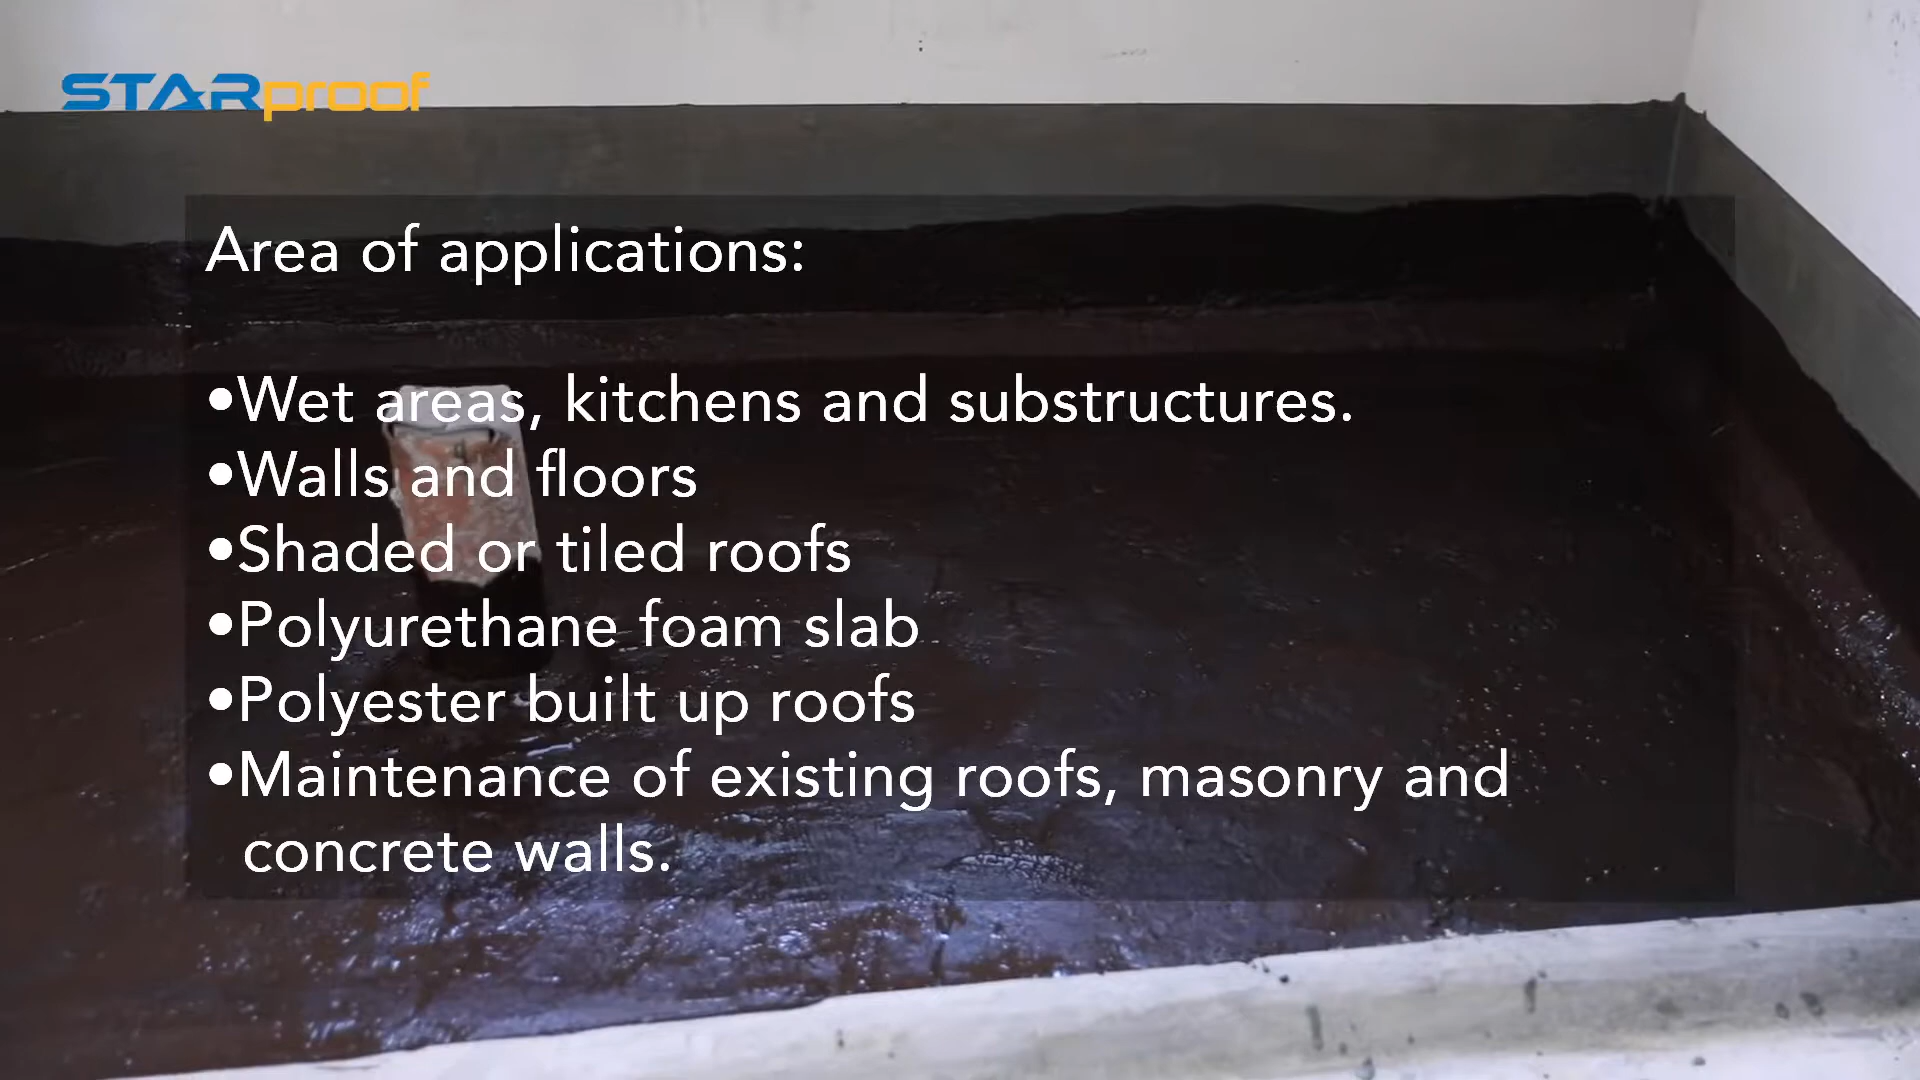 STARproof
Area of applications:
•Wet areas, kitchens and substructures.
•Walls and floors
•Shaded or tiled roofs
•Polyurethane foam slab
•Polyester built up roofs
•Maintenance of existing roofs, masonry and
concrete walls.